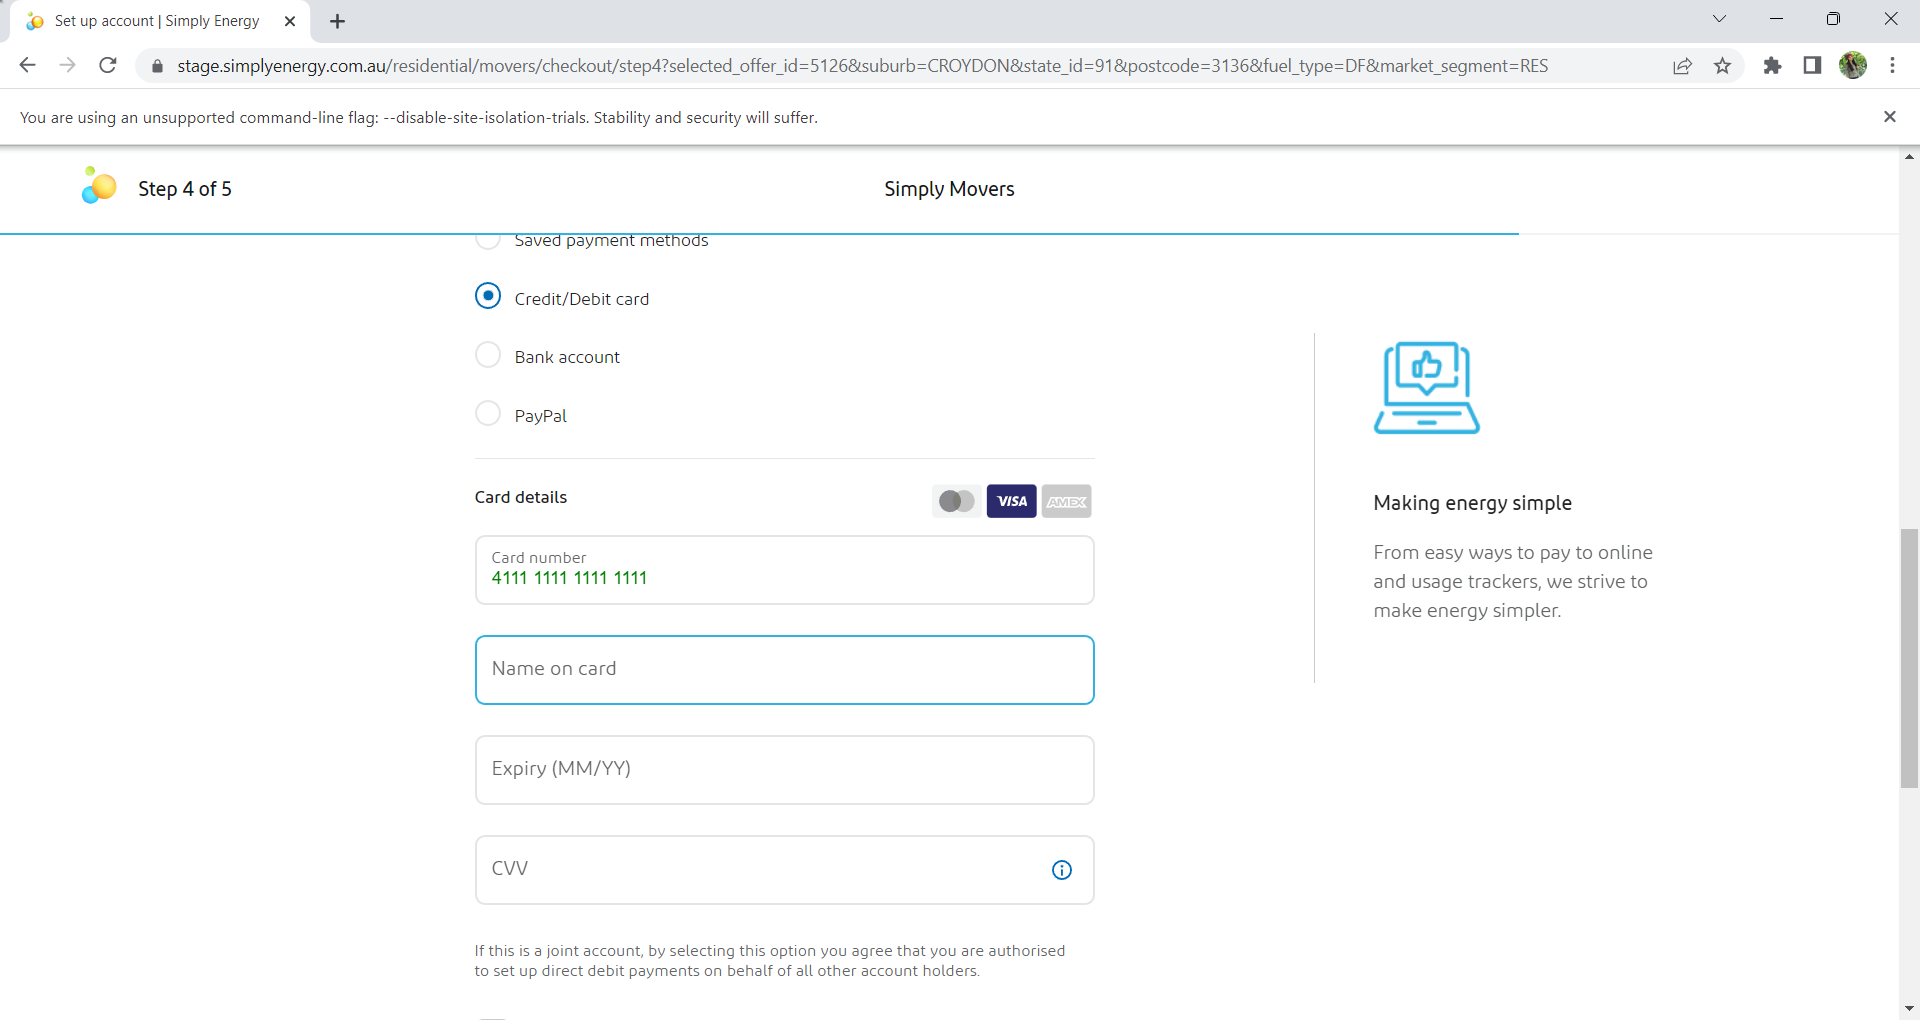 Set up account | Simply Energy
stage.simplyenergy.com.au/residential/movers/checkout/step4?selected_offer_id=5126&suburb=CROYDON&state_id=91&postcode=3136&fuel_type=DF&market_segment=RES
You are using an unsupported command-line flag: --disable-site-isolation-trials. Stability and security will suffer.
Step 4 of 5
Simply Movers
Saved payment methods
Credit/Debit card
Bank account
PayPal
Card details
VISA
AMEX
Card number
4111 1111 1111 1111
Name on card
Expiry (MM/YY)
CVV
If this is a joint account, by selecting this option you agree that you are authorised
to set up direct debit payments on behalf of all other account holders.
Making energy simple
From easy ways to pay to online
and usage trackers, we strive to
make energy simpler.